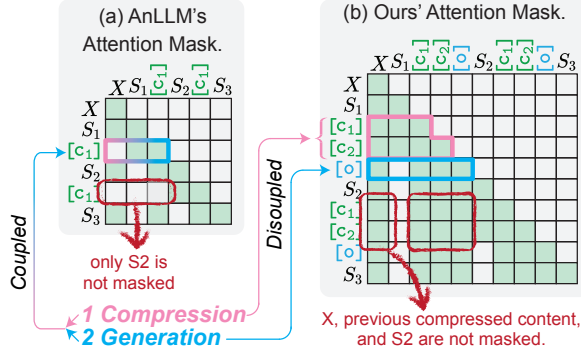 (a) AnLLM's
Attention Mask.
[c₁] [c₁]
X S₁ S₂ S₃
X
S₁
[c₁]
S₂
[c₁]
S₃
Coupled
only S2 is
not masked
1 Compression
2 Generation
(b) Ours' Attention Mask.
X S₁ [c₁] [c₂] [o] S₂ [c₁] [c₂] [o] S₃
X
S₁
[c₁]
[c₂]
[o]
S₂
[c₁]
[c₂]
[o]
S₃
Disoupled
X, previous compressed content,
and S2 are not masked.